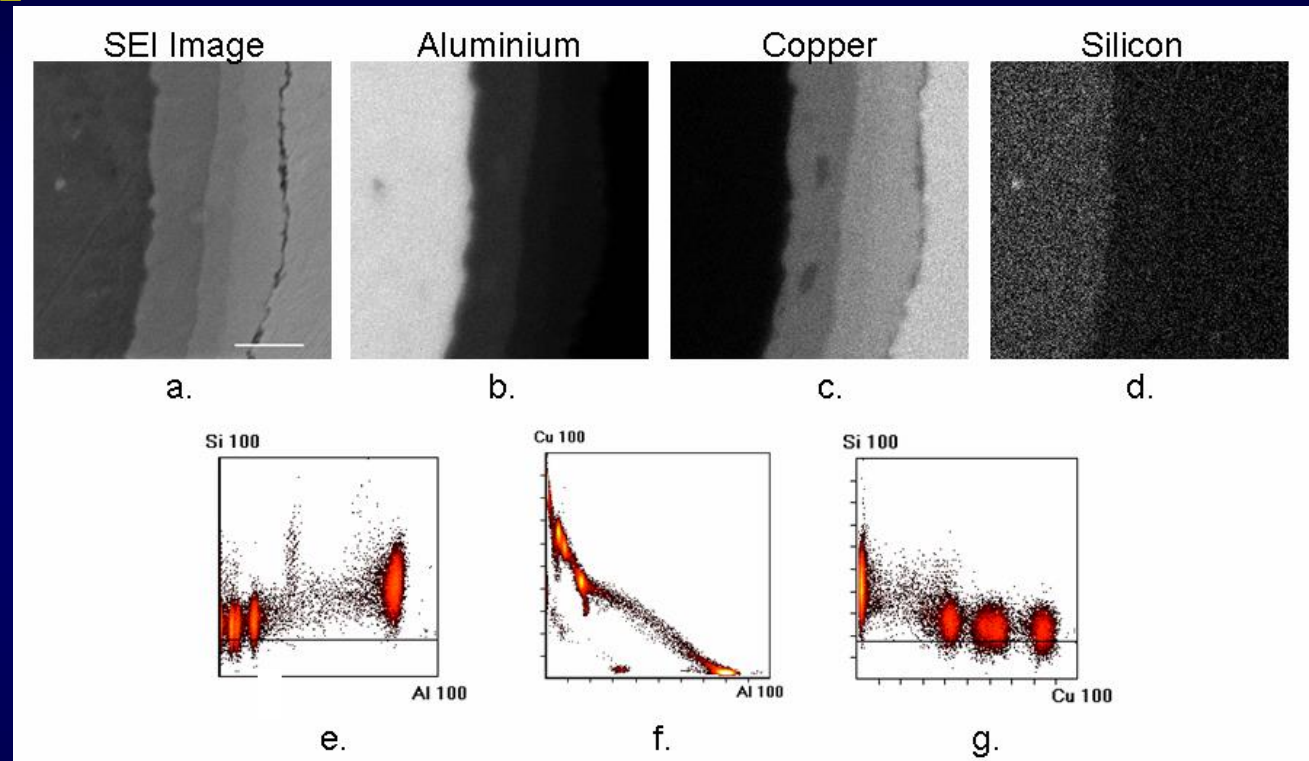 SEI Image Aluminium Copper Silicon
a. b. c. d.
Si 100 Cu 100 Si 100
Al 100 Al 100 Cu 100
e. f. g.